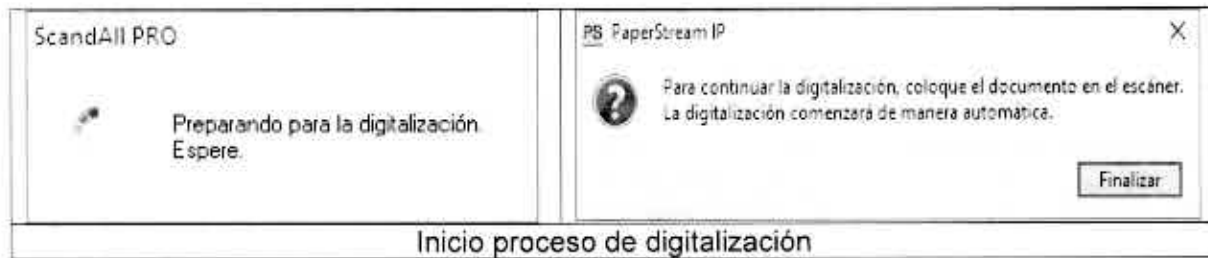 ScandAll PRO
Preparando para la digitalización.
Espere.
PS PaperStream IP
Para continuar la digitalización, coloque el documento en el escáner.
La digitalización comenzará de manera automática.
Finalizar
Inicio proceso de digitalización